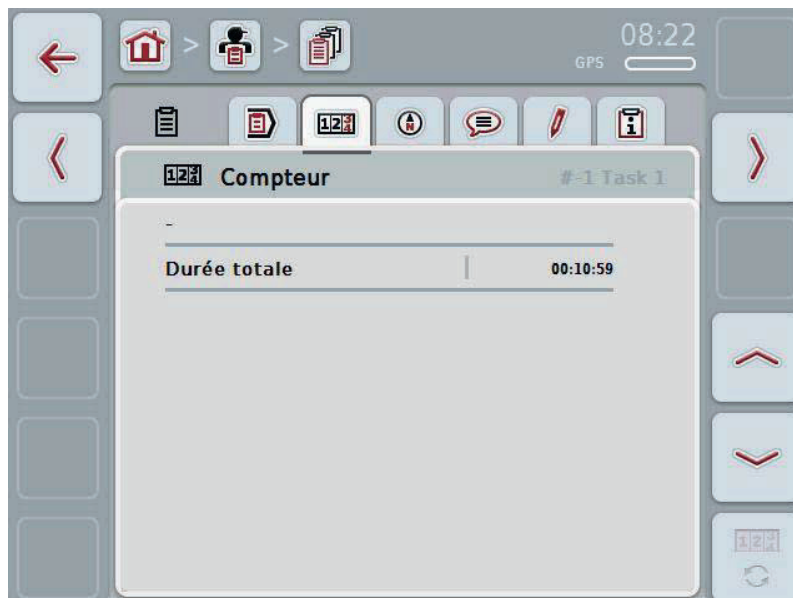 08:22
GPS
Compteur
#-1 Task 1
-
Durée totale
00:10:59